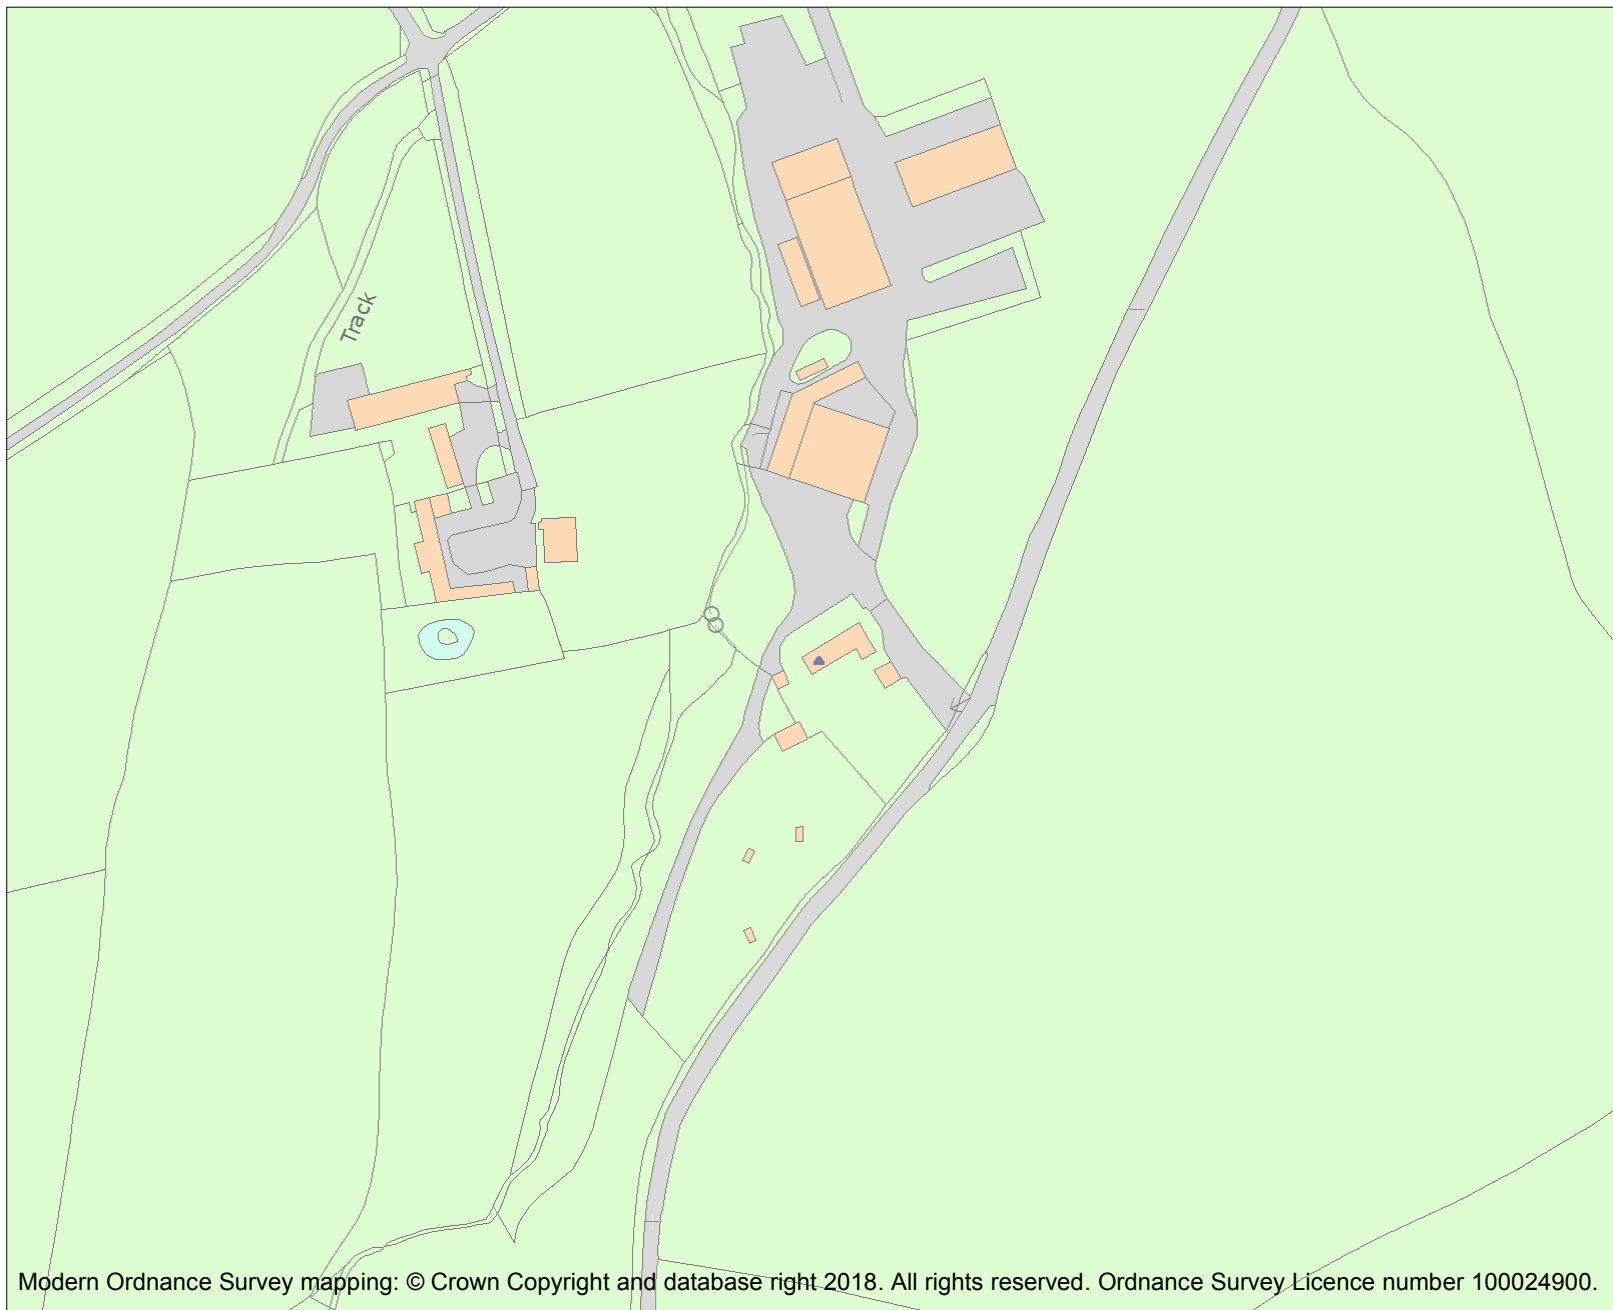 Track
Modern Ordnance Survey mapping: © Crown Copyright and database right 2018. All rights reserved. Ordnance Survey Licence number 100024900.